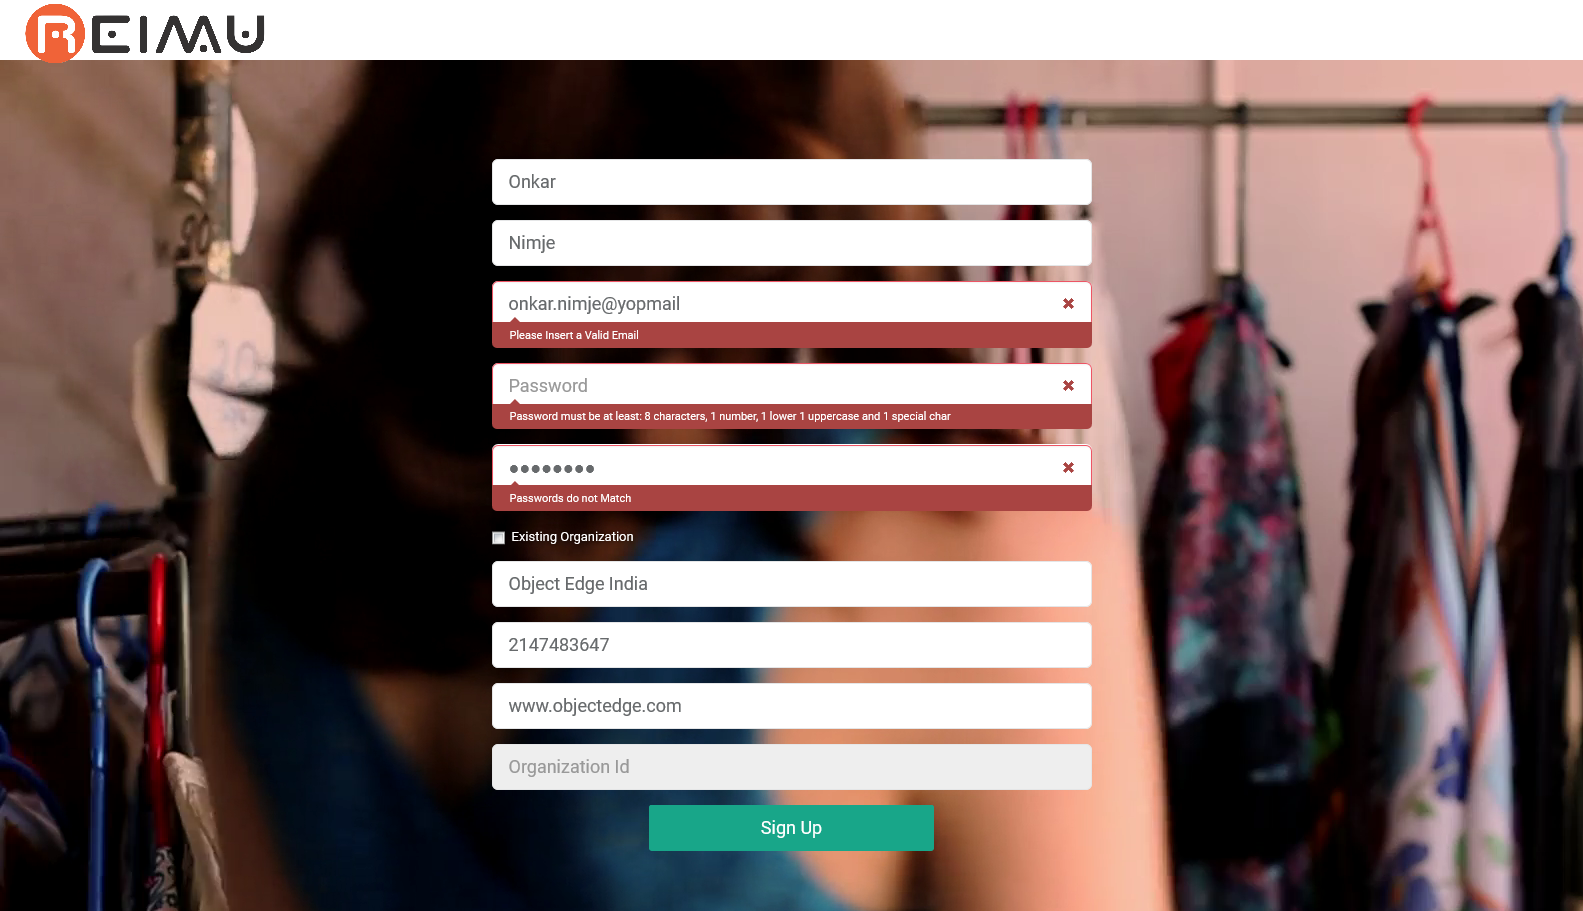 REIMU
Onkar
Nimje
onkar.nimje@yopmail
Please Insert a Valid Email
Password
Password must be at least: 8 characters, 1 number, 1 lower 1 uppercase and 1 special char
●●●●●●●●
Passwords do not Match
Existing Organization
Object Edge India
2147483647
www.objectedge.com
Organization Id
Sign Up